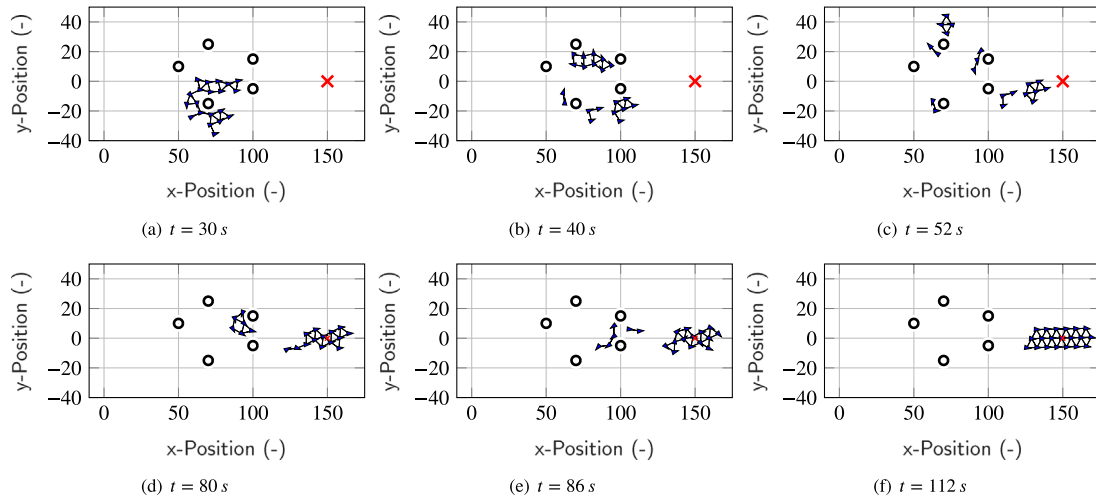 40
20
0
−20
−40
y-Position (-)
0 50 100 150
x-Position (-)
(a) t = 30 s
40
20
0
−20
−40
y-Position (-)
0 50 100 150
x-Position (-)
(b) t = 40 s
40
20
0
−20
−40
y-Position (-)
0 50 100 150
x-Position (-)
(c) t = 52 s
40
20
0
−20
−40
y-Position (-)
0 50 100 150
x-Position (-)
(d) t = 80 s
40
20
0
−20
−40
y-Position (-)
0 50 100 150
x-Position (-)
(e) t = 86 s
40
20
0
−20
−40
y-Position (-)
0 50 100 150
x-Position (-)
(f) t = 112 s